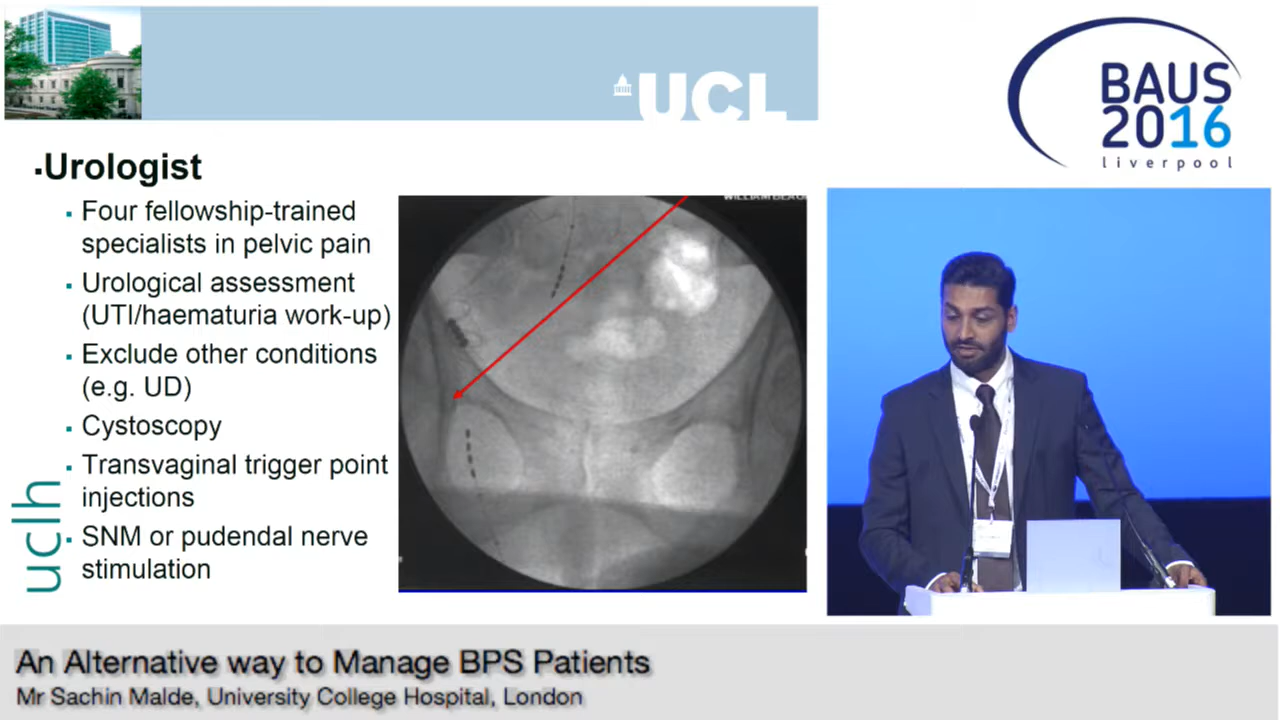 UCL
BAUS
2016
liverpool
Urologist
Four fellowship-trained
specialists in pelvic pain
Urological assessment
(UTI/haematuria work-up)
Exclude other conditions
(e.g. UD)
Cystoscopy
Transvaginal trigger point
injections
SNM or pudendal nerve
stimulation
uclh
An Alternative way to Manage BPS Patients
Mr Sachin Malde, University College Hospital, London